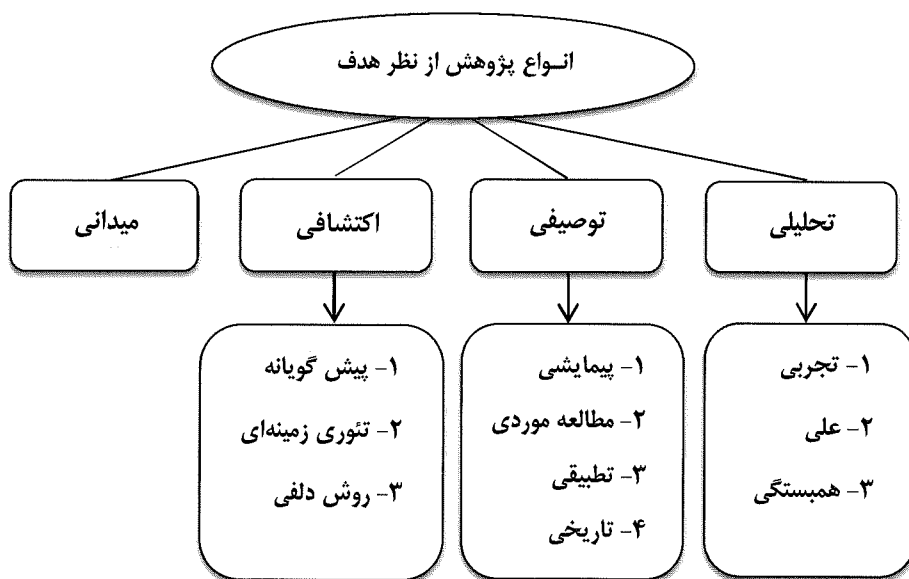 انـواع پژوهش از نظر هدف
تحلیلی
توصیفی
اکتشافی
میدانی
۱- تجربی
۲- علی
۳- همبستگی
۱- پیمایشی
۲- مطالعه موردی
۳- تطبیقی
۴- تاریخی
۱- پیش گویانه
۲- تئوری زمینه‌ای
۳- روش دلفی